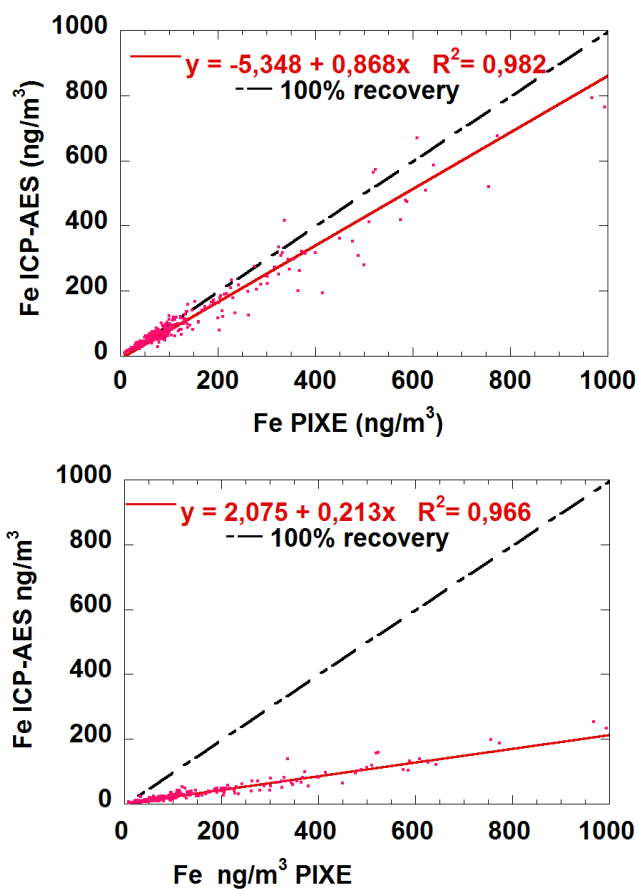 1000
800
600
400
200
0
Fe ICP-AES (ng/m³)
y = -5,348 + 0,868x R²= 0,982
100% recovery
0 200 400 600 800 1000
Fe PIXE (ng/m³)
1000
800
600
400
200
0
Fe ICP-AES ng/m³
y = 2,075 + 0,213x R²= 0,966
100% recovery
0 200 400 600 800 1000
Fe ng/m³ PIXE